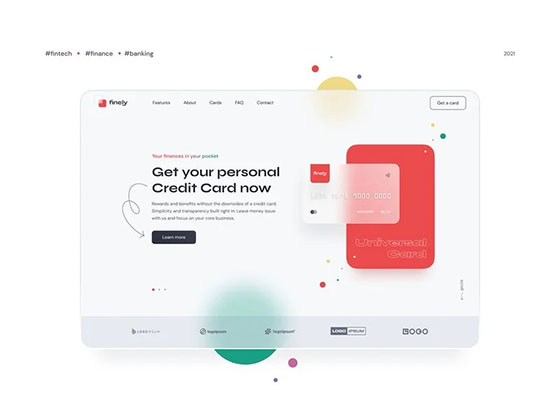 #fintech • #finance • #banking
2021
finely
Features
About
Cards
FAQ
Contact
Get a card
Your finances in your pocket
Get your personal
Credit Card now
Rewards and benefits without the downsides of a credit card.
Simplicity and transparency built right in. Leave money issue
with us and focus on your core business.
Learn more
finely
9000 0000
Universal
Card
logoipsum
logoipsum'
LOGO IPSUM
LOGO